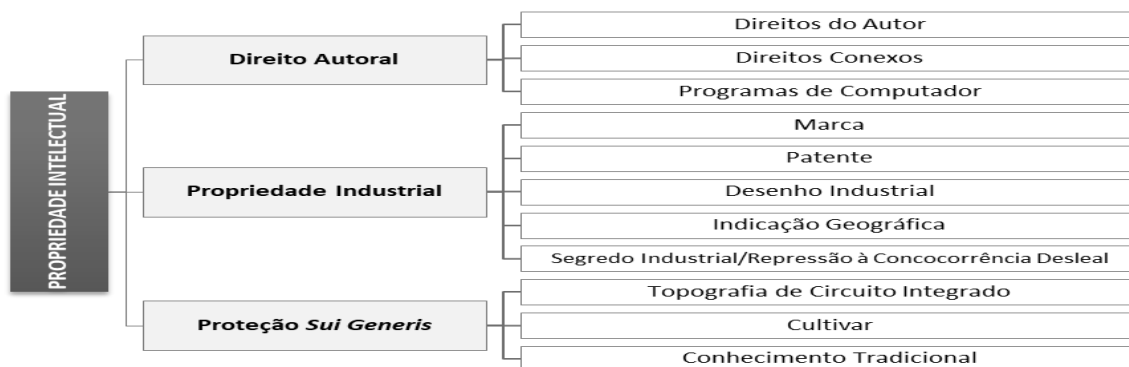 PROPRIEDADE INTELECTUAL
Direito Autoral
Direitos do Autor
Direitos Conexos
Programas de Computador
Propriedade Industrial
Marca
Patente
Desenho Industrial
Indicação Geográfica
Segredo Industrial/Repressão à Concocorrência Desleal
Proteção Sui Generis
Topografia de Circuito Integrado
Cultivar
Conhecimento Tradicional